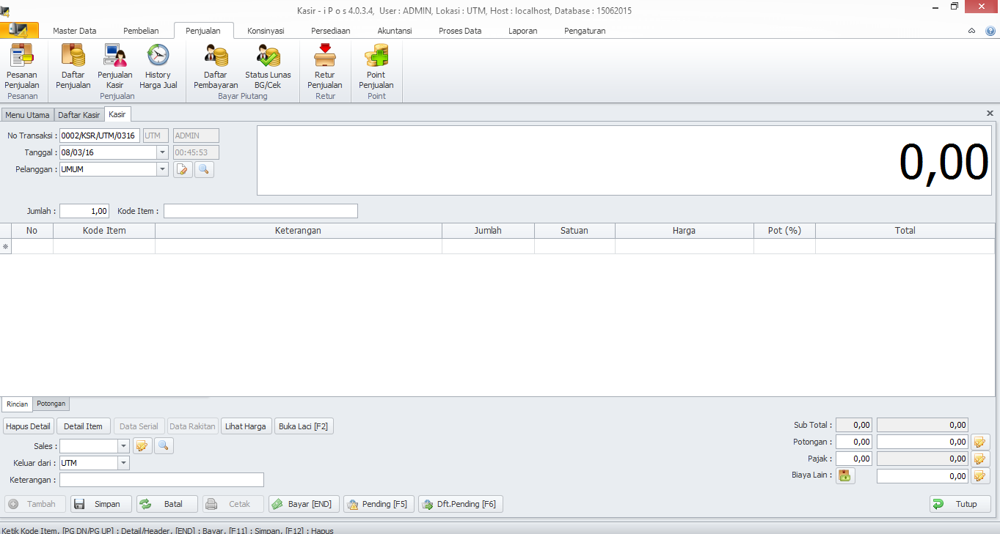 Kasir - i P o s 4.0.3.4, User : ADMIN, Lokasi : UTM, Host : localhost, Database : 15062015
Master Data Pembelian Penjualan Konsinyasi Persediaan Akuntansi Proses Data Laporan Pengaturan
Pesanan Penjualan
Daftar Penjualan
Penjualan Kasir
History Harga Jual
Daftar Pembayaran
Status Lunas BG/Cek
Retur Penjualan
Point Penjualan
Pesanan Penjualan Bayar Piutang Retur Point
Menu Utama Daftar Kasir Kasir
No Transaksi : 0002/KSR/UTM/0316 UTM ADMIN
Tanggal : 08/03/16 00:45:53
Pelanggan : UMUM
0,00
Jumlah : 1,00 Kode Item :
No Kode Item Keterangan Jumlah Satuan Harga Pot (%) Total
Rincian Potongan
Hapus Detail Detail Item Data Serial Data Rakitan Lihat Harga Buka Laci [F2]
Sales :
Keluar dari : UTM
Keterangan :
Sub Total : 0,00 0,00
Potongan : 0,00 0,00
Pajak : 0,00 0,00
Biaya Lain : 0,00
Tambah Simpan Batal Cetak Bayar [END] Pending [F5] Dft.Pending [F6] Tutup
Ketik Kode Item, [PG DN/PG UP] : Detail/Header, [END] : Bayar, [F11] : Simpan, [F12] : Hapus